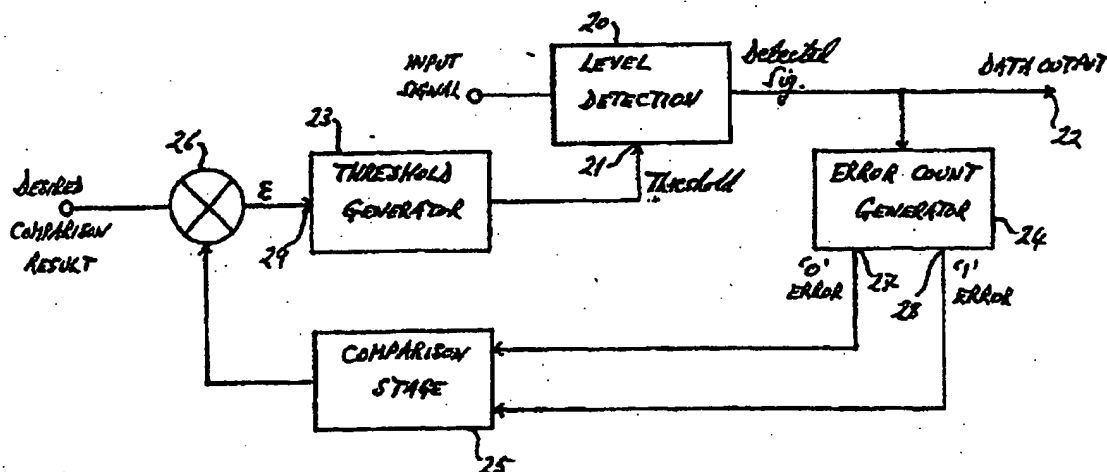 20
INPUT
SIGNAL
LEVEL
DETECTION
Detected
Sig.
DATA OUTPUT
22
26
23
21
Threshold
DESIRED
COMPARISON
RESULT
ε
29
THRESHOLD
GENERATOR
ERROR COUNT
GENERATOR
24
'0'
ERROR
27
28
'1'
ERROR
COMPARISON
STAGE
25